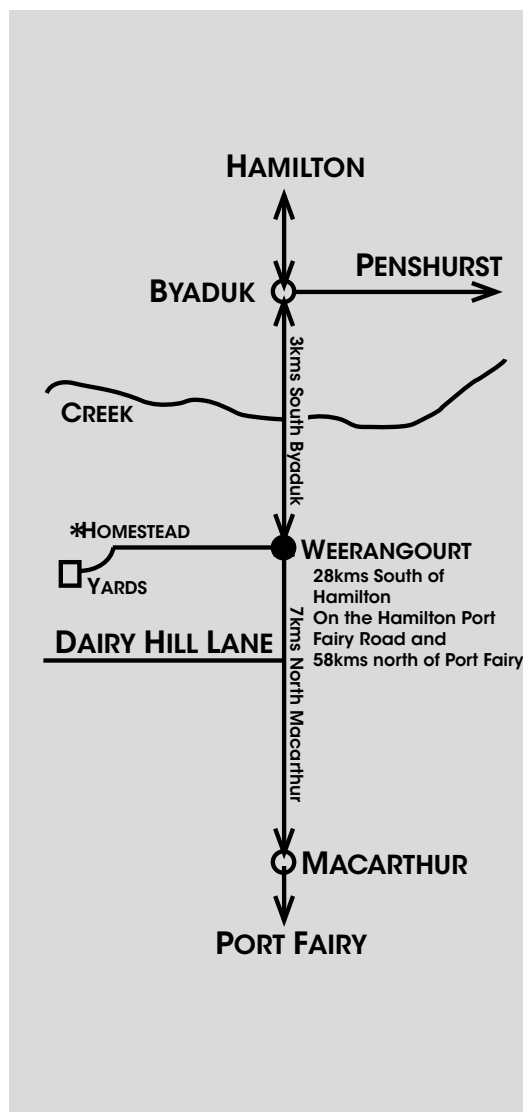 HAMILTON
PENSHURST
BYADUK
3kms South Byaduk
CREEK
*HOMESTEAD
WEERANGOURT
YARDS
28kms South of
Hamilton
On the Hamilton Port
Fairy Road and
58kms north of Port Fairy
7kms North Macarthur
DAIRY HILL LANE
MACARTHUR
PORT FAIRY